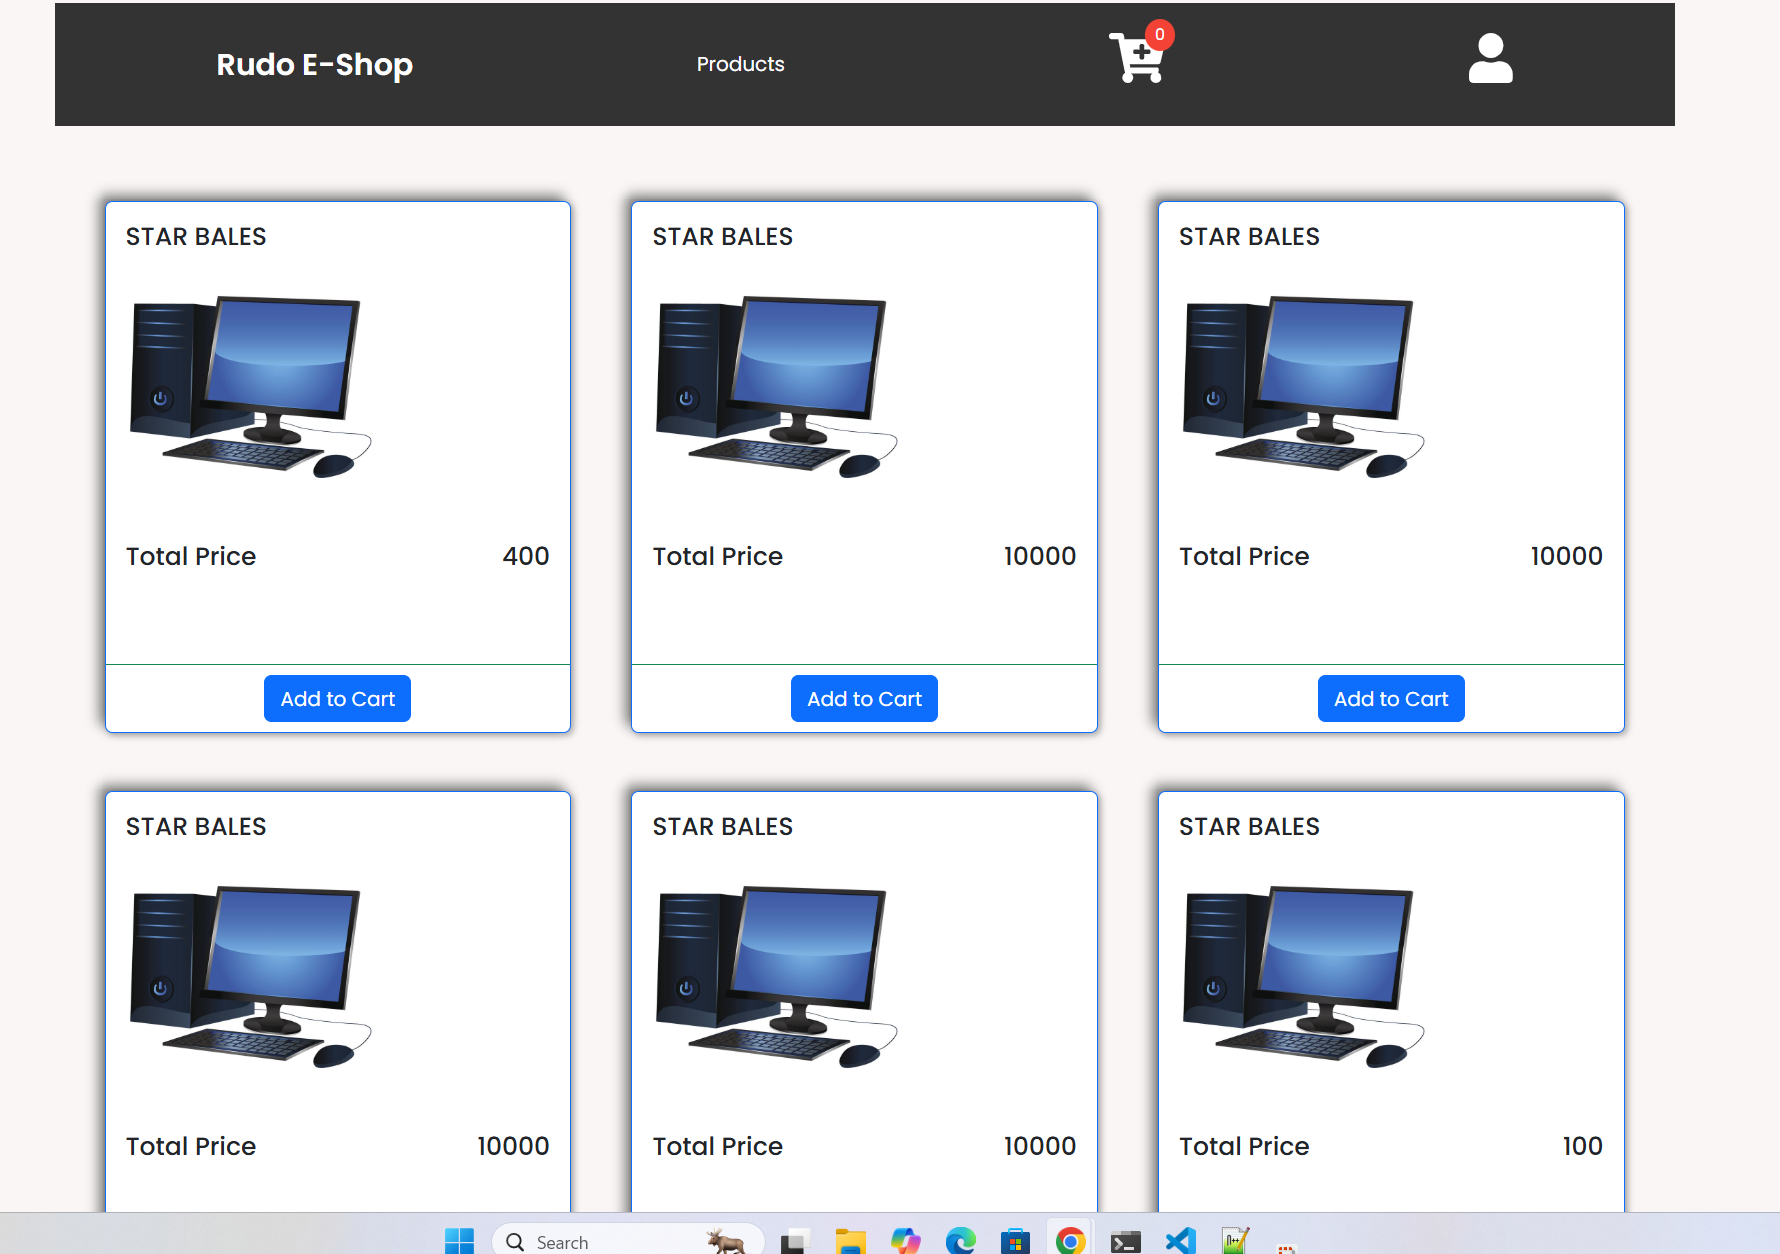 Rudo E-Shop Products 0
STAR BALES STAR BALES STAR BALES
Total Price 400 Total Price 10000 Total Price 10000
Add to Cart Add to Cart Add to Cart
STAR BALES STAR BALES STAR BALES
Total Price 10000 Total Price 10000 Total Price 100
Search